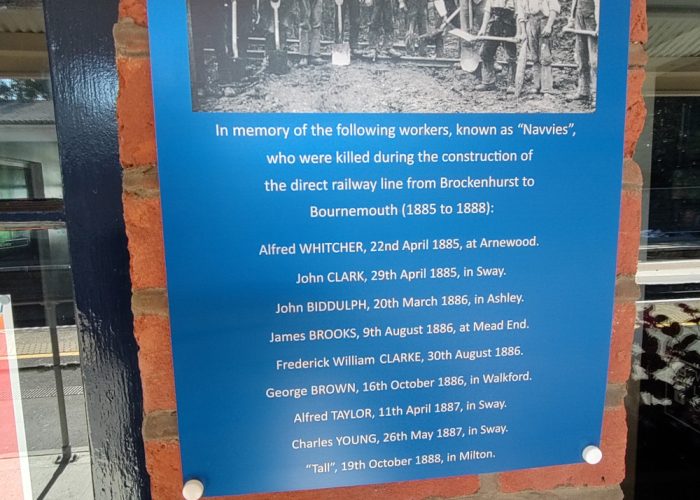 In memory of the following workers, known as “Navvies”,
who were killed during the construction of
the direct railway line from Brockenhurst to
Bournemouth (1885 to 1888):
Alfred WHITCHER, 22nd April 1885, at Arnewood.
John CLARK, 29th April 1885, in Sway.
John BIDDULPH, 20th March 1886, in Ashley.
James BROOKS, 9th August 1886, at Mead End.
Frederick William CLARKE, 30th August 1886.
George BROWN, 16th October 1886, in Walkford.
Alfred TAYLOR, 11th April 1887, in Sway.
Charles YOUNG, 26th May 1887, in Sway.
“Tall”, 19th October 1888, in Milton.